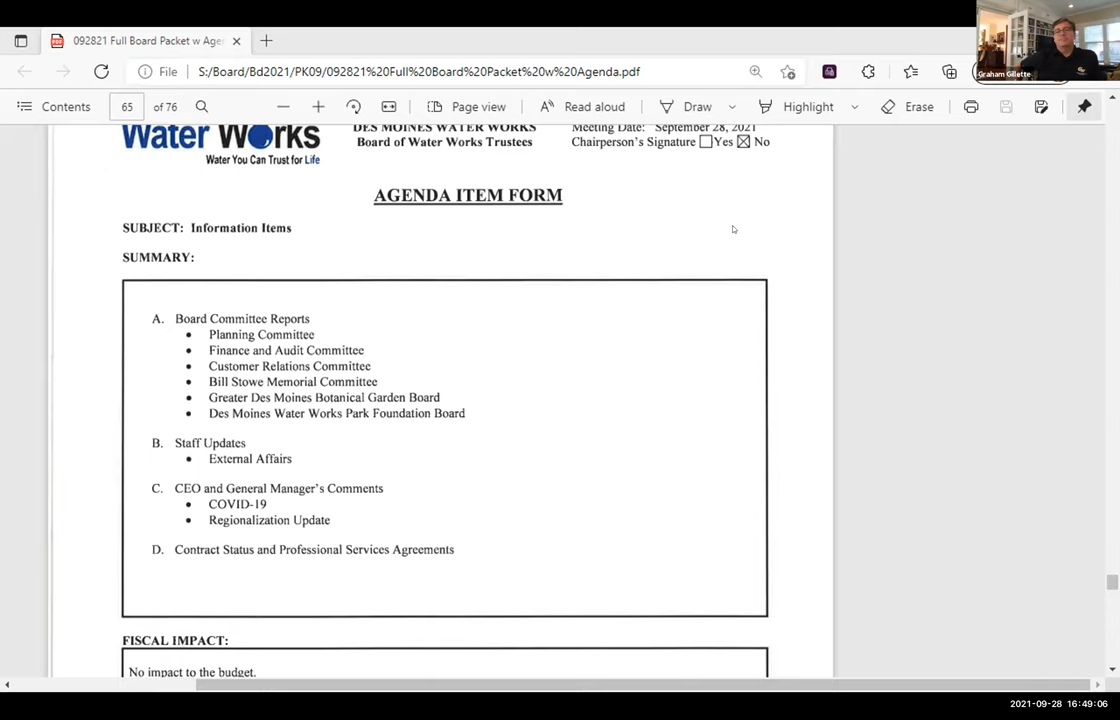 092821 Full Board Packet w Age
File S:/Board/Bd2021/PK09/092821%20Full%20Board%20Packet%20w%20Agenda.pdf
Graham Gillette
Contents 65 of 76 Page view Read aloud Draw Highlight Erase
Water Works
Water You Can Trust for Life
DES MOINES WATER WORKS
Board of Water Works Trustees
Meeting Date: September 28, 2021
Chairperson's Signature Yes No
AGENDA ITEM FORM
SUBJECT: Information Items
SUMMARY:
A. Board Committee Reports
• Planning Committee
• Finance and Audit Committee
• Customer Relations Committee
• Bill Stowe Memorial Committee
• Greater Des Moines Botanical Garden Board
• Des Moines Water Works Park Foundation Board
B. Staff Updates
• External Affairs
C. CEO and General Manager's Comments
• COVID-19
• Regionalization Update
D. Contract Status and Professional Services Agreements
FISCAL IMPACT:
No impact to the budget.
2021-09-28 16:49:06